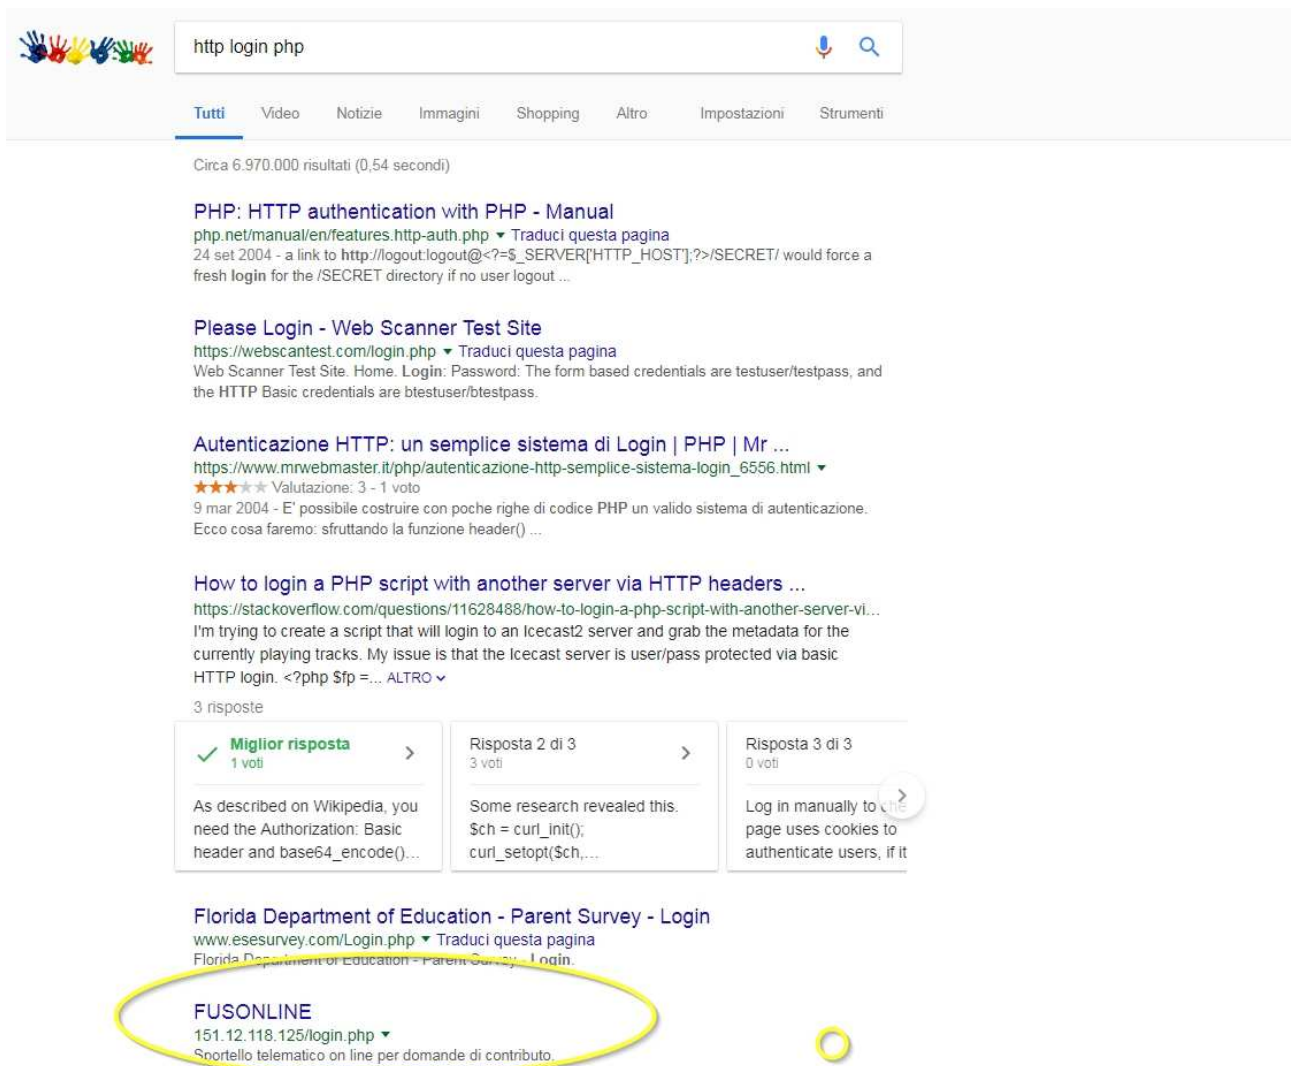 http login php
Tutti Video Notizie Immagini Shopping Altro Impostazioni Strumenti
Circa 6.970.000 risultati (0,54 secondi)
PHP: HTTP authentication with PHP - Manual
php.net/manual/en/features.http-auth.php ▼ Traduci questa pagina
24 set 2004 - a link to http://logout:logout@<?=$_SERVER['HTTP_HOST'];?>/SECRET/ would force a
fresh login for the /SECRET directory if no user logout ...
Please Login - Web Scanner Test Site
https://webscantest.com/login.php ▼ Traduci questa pagina
Web Scanner Test Site. Home. Login: Password: The form based credentials are testuser/testpass, and
the HTTP Basic credentials are btestuser/btestpass.
Autenticazione HTTP: un semplice sistema di Login | PHP | Mr ...
https://www.mrwebmaster.it/php/autenticazione-http-semplice-sistema-login_6556.html ▼
★★★★★ Valutazione: 3 - 1 voto
9 mar 2004 - E' possibile costruire con poche righe di codice PHP un valido sistema di autenticazione.
Ecco cosa faremo: sfruttando la funzione header() ...
How to login a PHP script with another server via HTTP headers ...
https://stackoverflow.com/questions/11628488/how-to-login-a-php-script-with-another-server-vi...
I'm trying to create a script that will login to an Icecast2 server and grab the metadata for the
currently playing tracks. My issue is that the Icecast server is user/pass protected via basic
HTTP login. <?php $fp =... ALTRO
3 risposte
Miglior risposta
1 voti
As described on Wikipedia, you
need the Authorization: Basic
header and base64_encode()...
Risposta 2 di 3
3 voti
Some research revealed this.
$ch = curl_init();
curl_setopt($ch,...
Risposta 3 di 3
0 voti
Log in manually to
page uses cookies to
authenticate users, if it
Florida Department of Education - Parent Survey - Login
www.esesurvey.com/Login.php ▼ Traduci questa pagina
Florida Department of Education - Parent Survey - Login.
FUSONLINE
151.12.118.125/login.php ▼
Sportello telematico on line per domande di contributo.